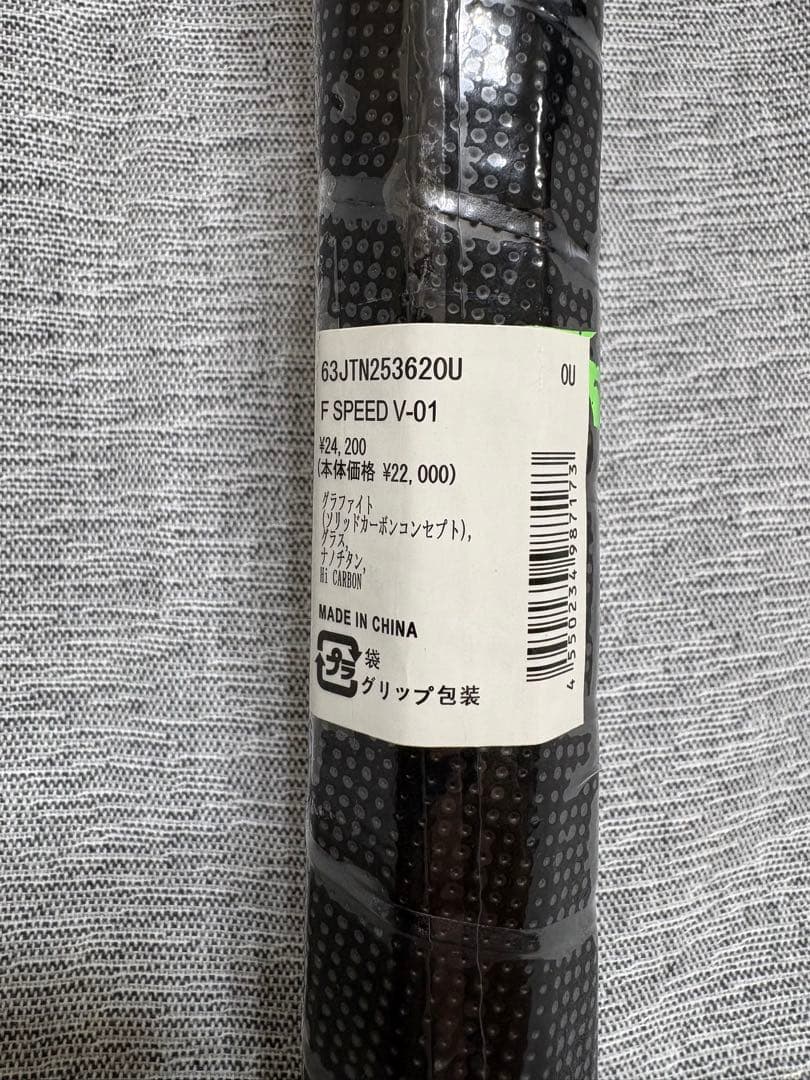 63JTN253620U 0U
F SPEED V-01
¥24,200
(本体価格 ¥22,000)
グラファイト
(ソリッドカーボンコンセプト),
グラス,
ナノチタン,
Hi CARBON
MADE IN CHINA
プラ 袋
グリップ包装
4550234987173